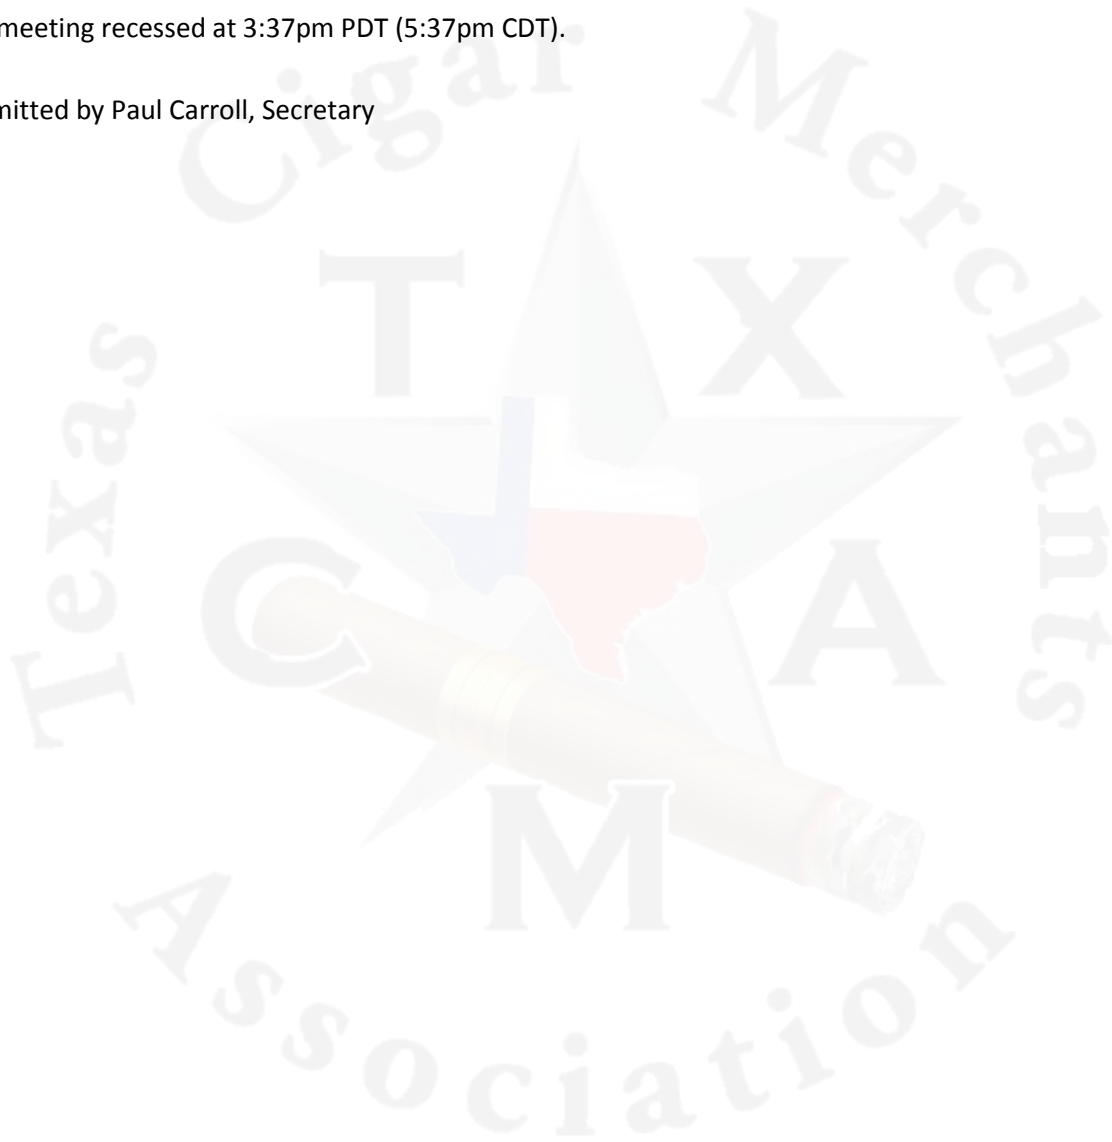 meeting recessed at 3:37pm PDT (5:37pm CDT).
mitted by Paul Carroll, Secretary
Texas Cigar Merchants
T X
C A
M
Association